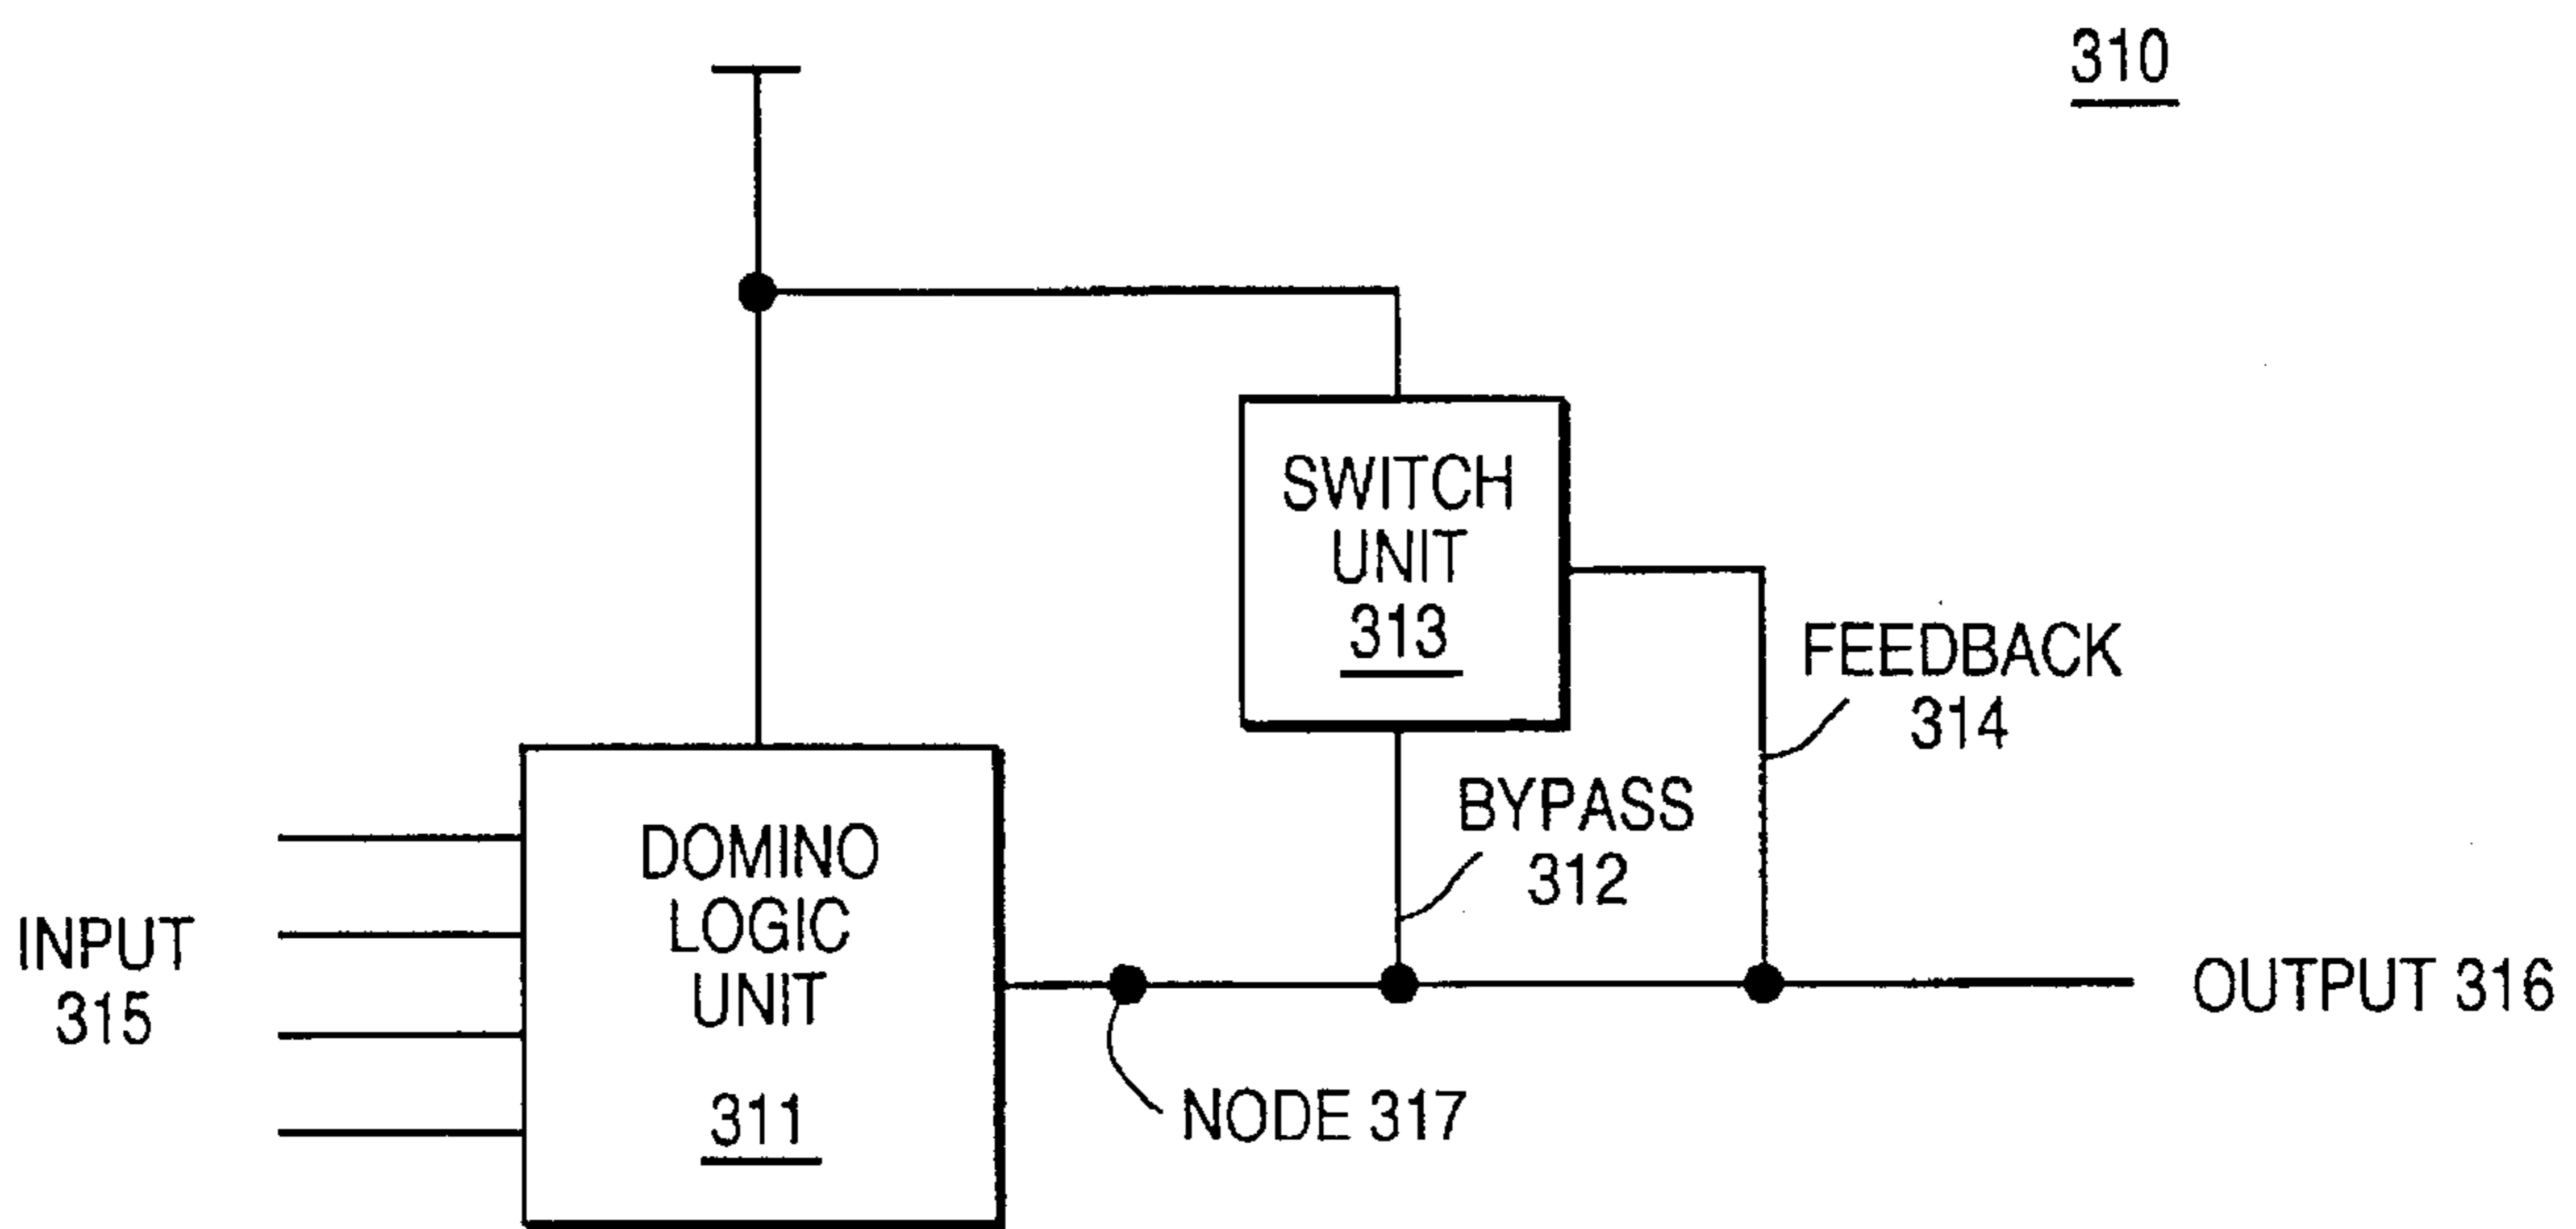 310
SWITCH
UNIT
313
FEEDBACK
314
BYPASS
312
DOMINO
LOGIC
UNIT
311
INPUT
315
NODE 317
OUTPUT 316